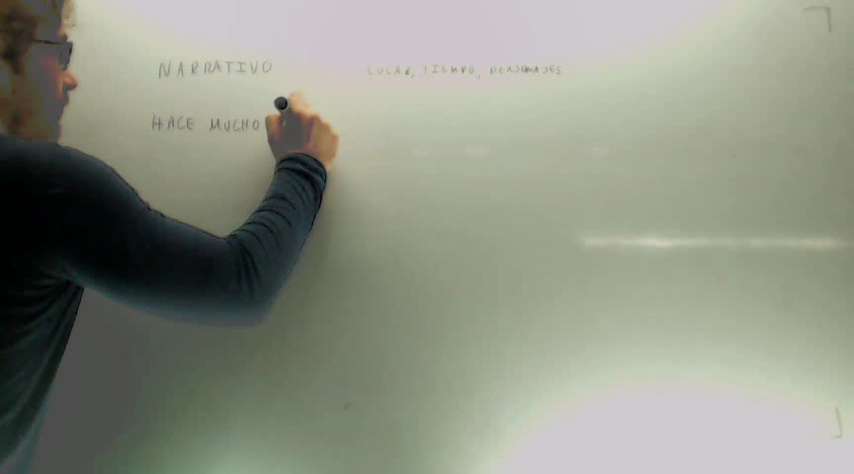 NARRATIVO LUGAR, TIEMPO, PERSONAJES
HACE MUCHO